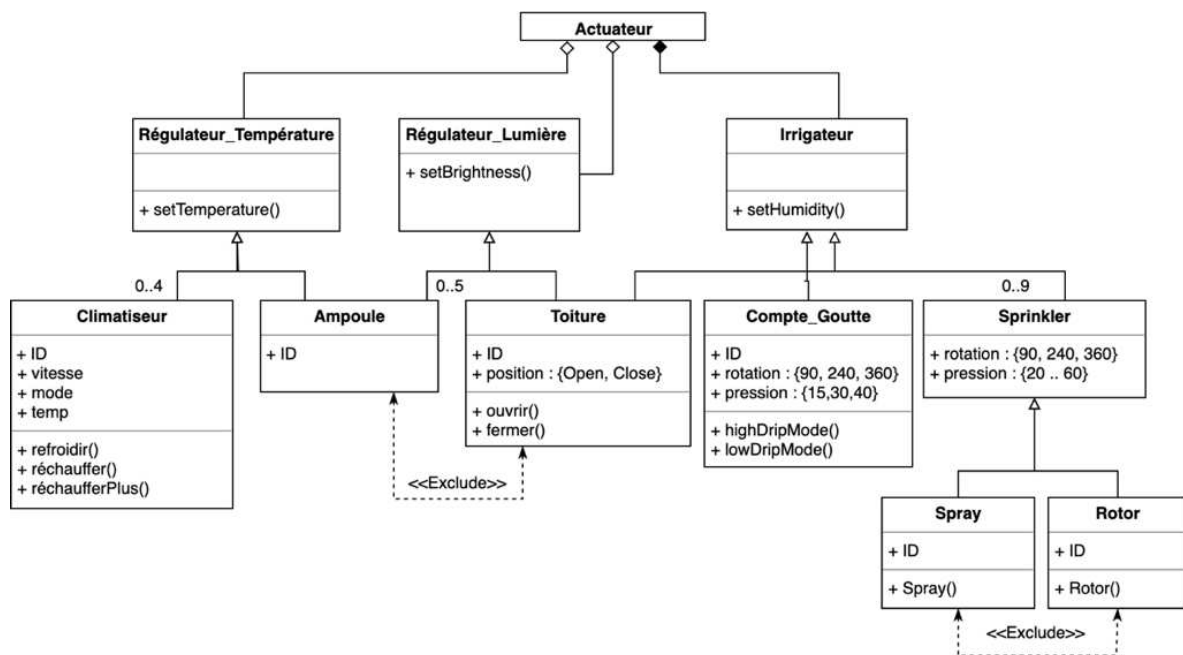 Actuateur
Régulateur_Température
+ setTemperature()
Régulateur_Lumière
+ setBrightness()
Irrigateur
+ setHumidity()
0..4
0..5
0..9
Climatiseur
+ ID
+ vitesse
+ mode
+ temp
+ refroidir()
+ réchauffer()
+ réchaufferPlus()
Ampoule
+ ID
Toiture
+ ID
+ position : {Open, Close}
+ ouvrir()
+ fermer()
Compte_Goutte
+ ID
+ rotation : {90, 240, 360}
+ pression : {15,30,40}
+ highDripMode()
+ lowDripMode()
Sprinkler
+ rotation : {90, 240, 360}
+ pression : {20 .. 60}
<<Exclude>>
Spray
+ ID
+ Spray()
Rotor
+ ID
+ Rotor()
<<Exclude>>